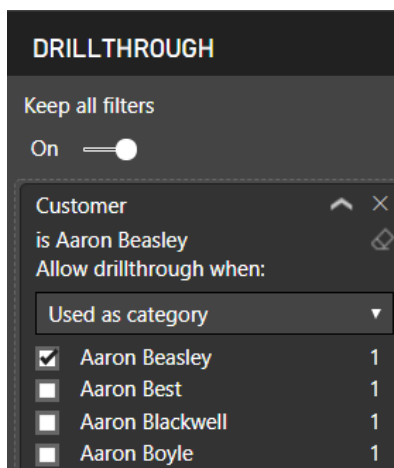 DRILLTHROUGH
Keep all filters
On
Customer
is Aaron Beasley
Allow drillthrough when:
Used as category
Aaron Beasley 1
Aaron Best 1
Aaron Blackwell 1
Aaron Boyle 1